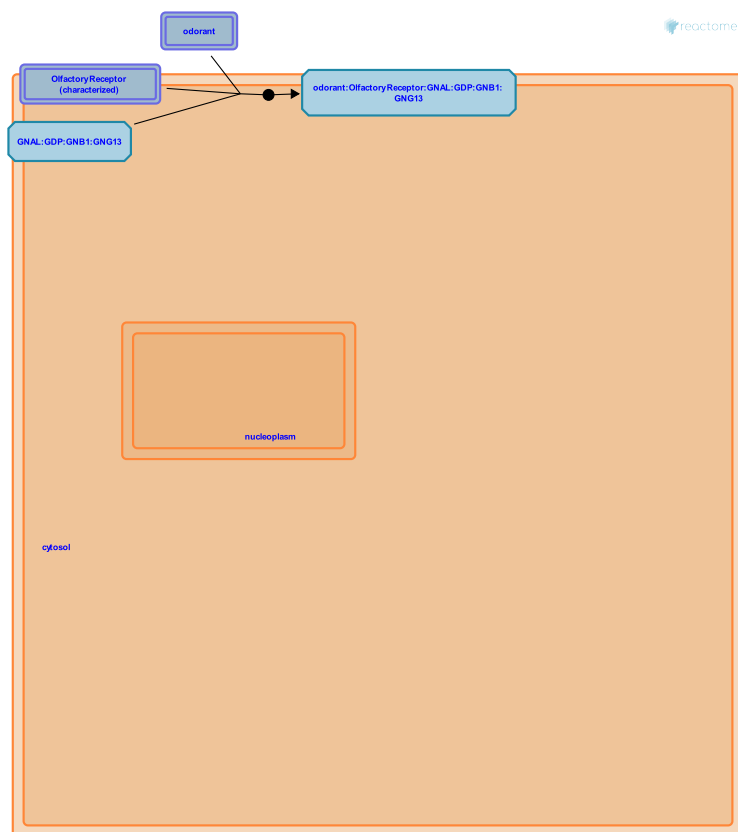 odorant
reactome
Olfactory Receptor
(characterized)
odorant:Olfactory Receptor:GNAL:GDP:GNB1:
GNG13
GNAL:GDP:GNB1:GNG13
nucleoplasm
cytosol